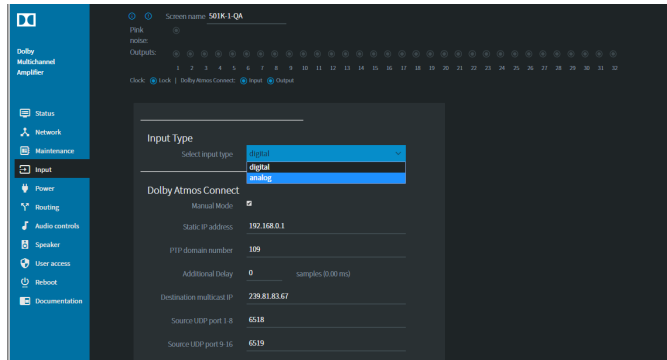 Screen name 501K-1-QA
Pink
noise:
Outputs:
1 2 3 4 5 6 7 8 9 10 11 12 13 14 15 16 17 18 19 20 21 22 23 24 25 26 27 28 29 30 31 32
Clock: Lock | Dolby Atmos Connect: Input Output
Dolby
Multichannel
Amplifier
Status
Network
Maintenance
Input
Power
Routing
Audio controls
Speaker
User access
Reboot
Documentation
Input Type
Select input type digital
digital
analog
Dolby Atmos Connect
Manual Mode
Static IP address 192.168.0.1
PTP domain number 109
Additional Delay 0 samples (0.00 ms)
Destination multicast IP 239.81.83.67
Source UDP port 1-8 6518
Source UDP port 9-16 6519